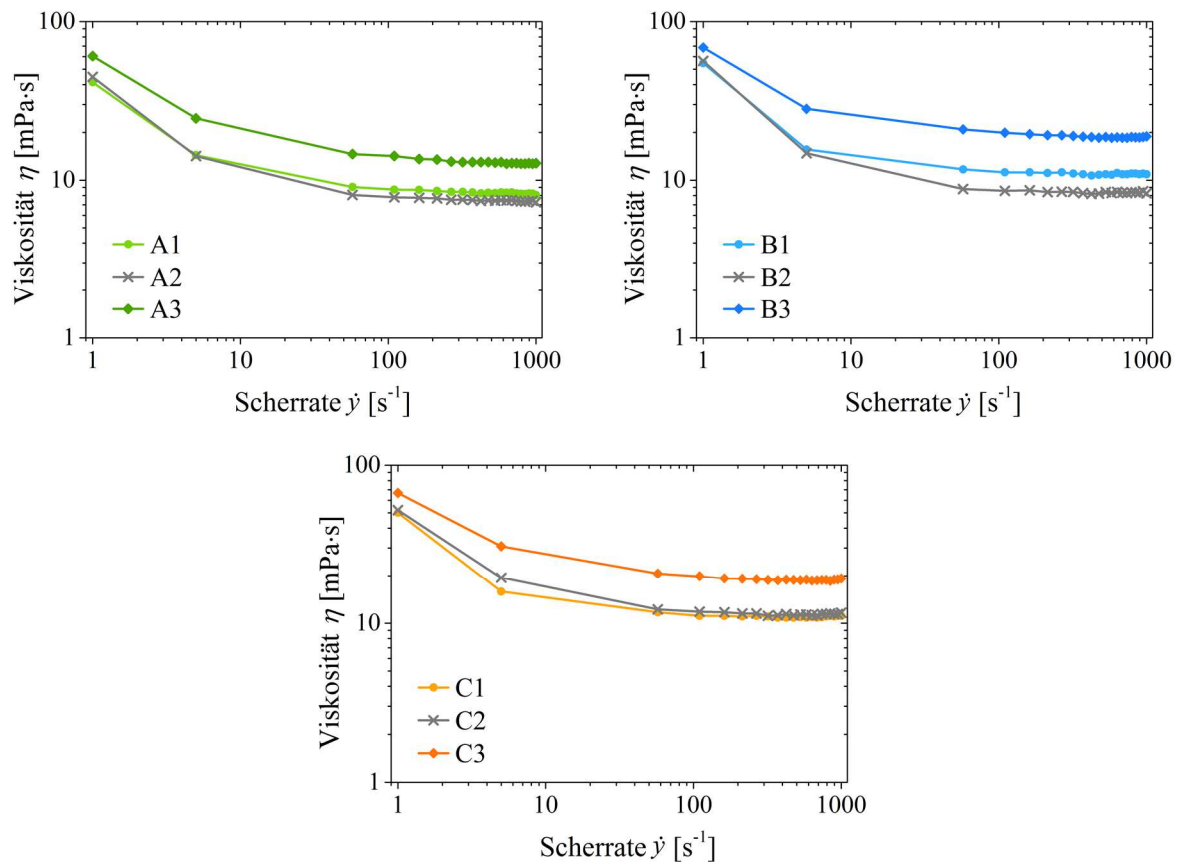 100
10
1
Viskosität η [mPa·s]
A1
A2
A3
1
10
100
1000
Scherrate ẏ [s⁻¹]
100
10
1
Viskosität η [mPa·s]
B1
B2
B3
1
10
100
1000
Scherrate ẏ [s⁻¹]
100
10
1
Viskosität η [mPa·s]
C1
C2
C3
1
10
100
1000
Scherrate ẏ [s⁻¹]